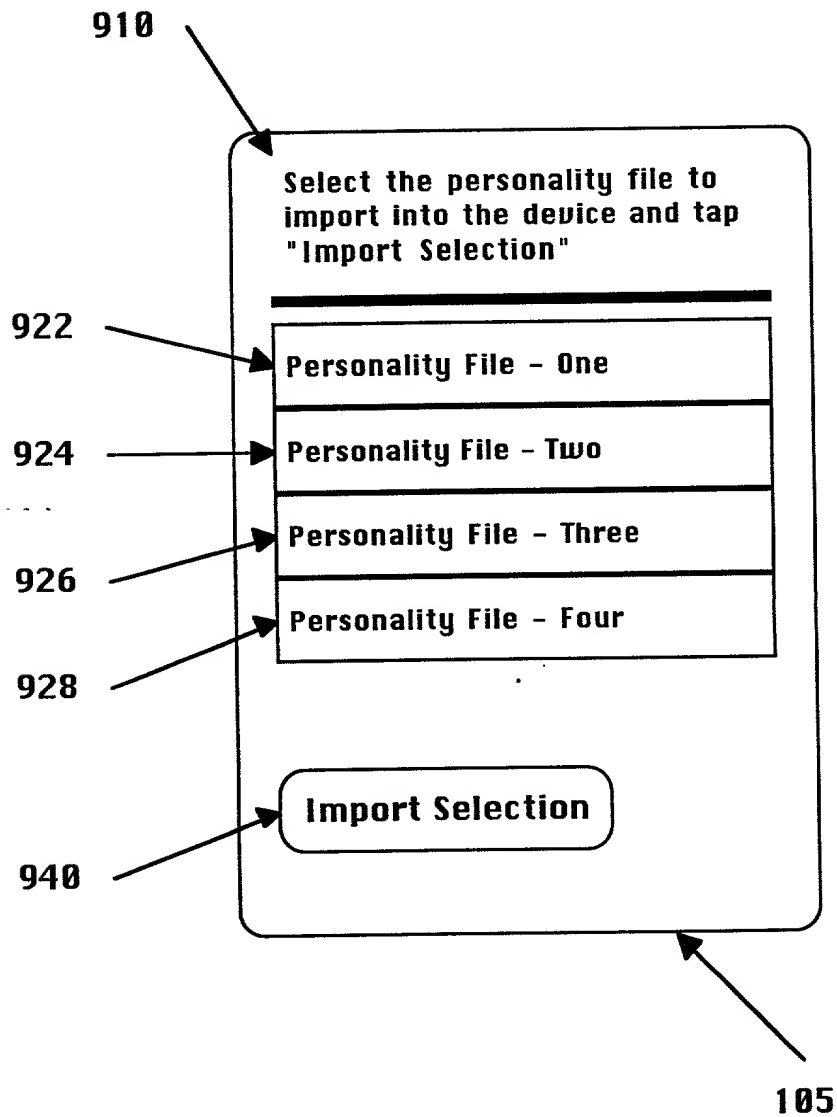 910
Select the personality file to
import into the device and tap
"Import Selection"
922
Personality File - One
924
Personality File - Two
926
Personality File - Three
928
Personality File - Four
940
Import Selection
105